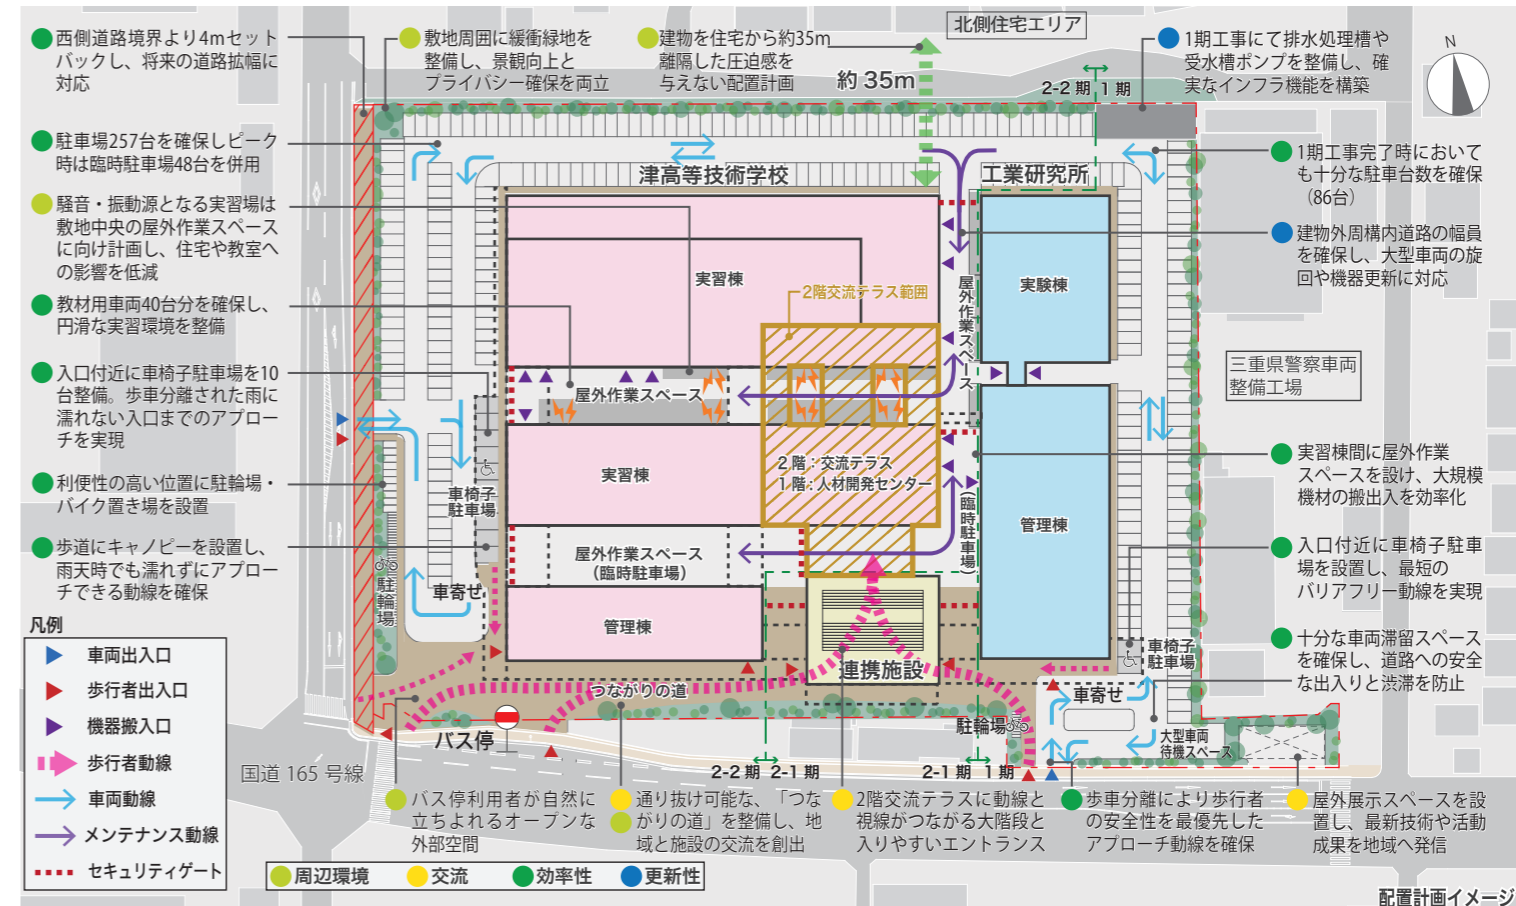 北側住宅エリア
西側道路境界より4mセット
バックし、将来の道路拡幅に
対応
敷地周囲に緩衝緑地を
整備し、景観向上と
プライバシー確保を両立
建物を住宅から約35m
離隔した圧迫感を
与えない配置計画
約 35m
2-2 期
1 期
1期工事にて排水処理槽や
受水槽ポンプを整備し、確
実なインフラ機能を構築
N
駐車場257台を確保しピーク
時は臨時駐車場48台を併用
津高等技術学校
工業研究所
1期工事完了時において
も十分な駐車台数を確保
(86台)
騒音・振動源となる実習場は
敷地中央の屋外作業スペース
に向け計画し、住宅や教室へ
の影響を低減
建物外周構内道路の幅員
を確保し、大型車両の旋
回や機器更新に対応
実習棟
2階交流テラス範囲
屋外作業スペース
実験棟
教材用車両40台分を確保し、
円滑な実習環境を整備
三重県警察車両
整備工場
入口付近に車椅子駐車場を10
台整備。歩車分離された雨に
濡れない入口までのアプロー
チを実現
屋外作業スペース
実習棟
2 階：交流テラス
1 階：人材開発センター
実習棟間に屋外作業
スペースを設け、大規模
機材の搬出入を効率化
利便性の高い位置に駐輪場・
バイク置き場を設置
車椅子
駐車場
(臨時駐車場)
管理棟
歩道にキャノピーを設置し、
雨天時でも濡れずにアプロー
チできる動線を確保
屋外作業スペース
(臨時駐車場)
入口付近に車椅子駐車
場を設置し、最短の
バリアフリー動線を実現
駐輪場
車寄せ
管理棟
連携施設
車椅子
駐車場
十分な車両滞留スペース
を確保し、道路への安全
な出入りと渋滞を防止
つながりの道
車寄せ
駐輪場
大型車両
待機スペース
バス停
国道 165 号線
2-2 期
2-1 期
2-1 期
1 期
凡例
車両出入口
歩行者出入口
機器搬入口
歩行者動線
車両動線
メンテナンス動線
セキュリティゲート
バス停利用者が自然に
立ちよれるオープンな
外部空間
通り抜け可能な、「つな
がりの道」を整備し、地
域と施設の交流を創出
2階交流テラスに動線と
視線がつながる大階段と
入りやすいエントランス
歩車分離により歩行者
の安全性を最優先した
アプローチ動線を確保
屋外展示スペースを設
置し、最新技術や活動
成果を地域へ発信
周辺環境
交流
効率性
更新性
配置計画イメージ